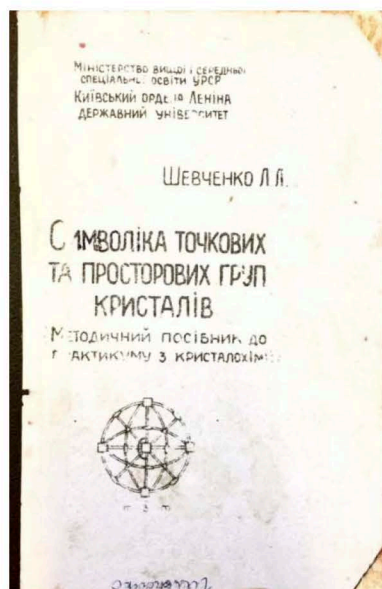 Міністерство вищої і середньої
спеціальної освіти УРСР
Київський ордена Леніна
державний університет
Шевченко Л Л.
Символіка точкових
та просторових груп
кристалів
Методичний посібник до
практикуму з кристалохімії